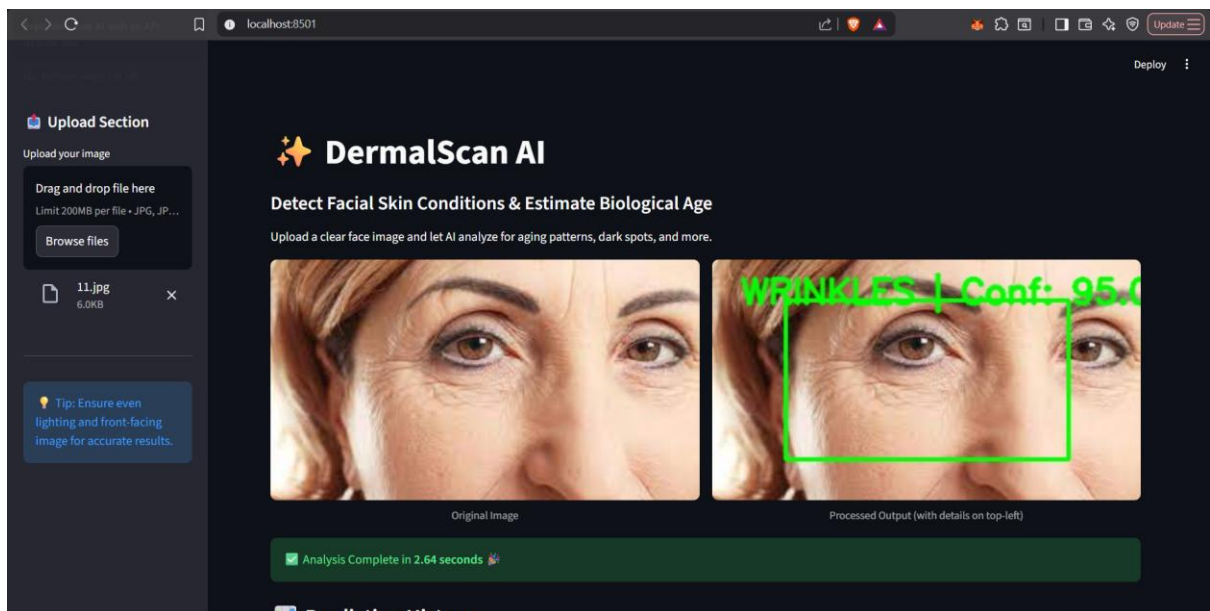 localhost:8501
Update
Deploy
Upload Section
Upload your image
Drag and drop file here
Limit 200MB per file • JPG, JP...
Browse files
11.jpg
6.0KB
💡 Tip: Ensure even
lighting and front-facing
image for accurate results.
✨ DermalScan AI
Detect Facial Skin Conditions & Estimate Biological Age
Upload a clear face image and let AI analyze for aging patterns, dark spots, and more.
WRINKLES | Conf: 95.0
Original Image
Processed Output (with details on top-left)
✅ Analysis Complete in 2.64 seconds 🎉